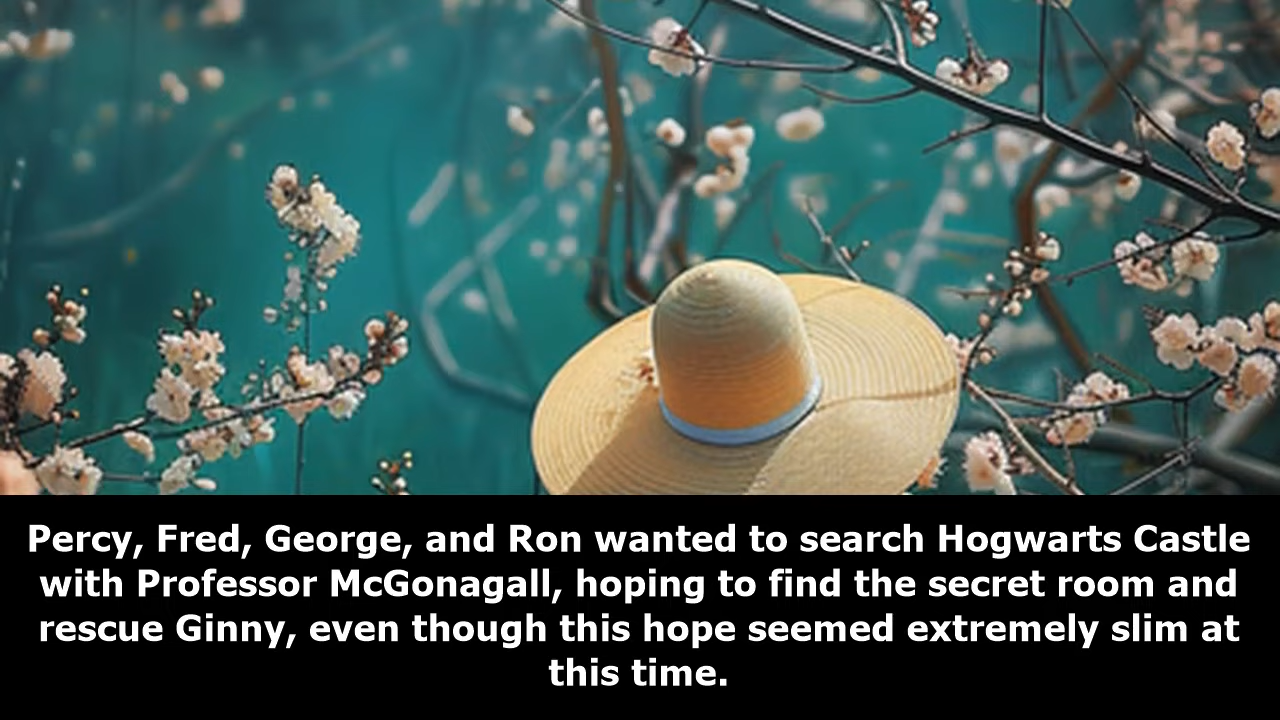 Percy, Fred, George, and Ron wanted to search Hogwarts Castle
with Professor McGonagall, hoping to find the secret room and
rescue Ginny, even though this hope seemed extremely slim at
this time.